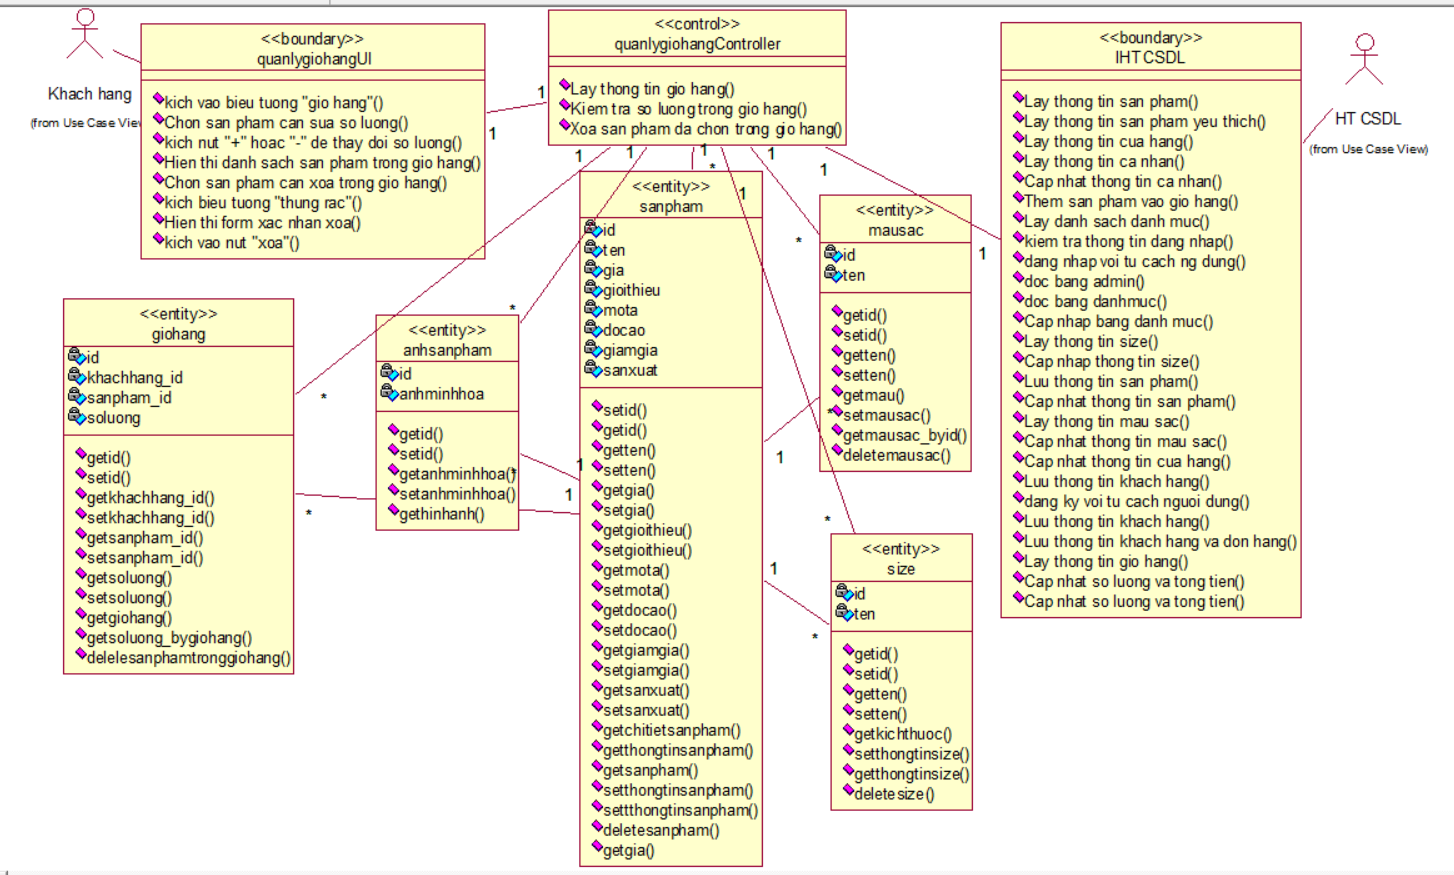 Khach hang
(from Use Case View
<<boundary>>
quanlygiohangUI
kich vao bieu tuong "gio hang"()
Chon san pham can sua so luong()
kich nut "+" hoac "-" de thay doi so luong()
Hien thi danh sach san pham trong gio hang()
Chon san pham can xoa trong gio hang()
kich bieu tuong "thung rac"()
Hien thi form xac nhan xoa()
kich vao nut "xoa"()
1
1
<<control>>
quanlygiohangController
Lay thong tin gio hang()
Kiem tra so luong trong gio hang()
Xoa san pham da chon trong gio hang()
1
1
1
1
1
1
<<boundary>>
IHTCSDL
Lay thong tin san pham()
Lay thong tin san pham yeu thich()
Lay thong tin cua hang()
Lay thong tin ca nhan()
Cap nhat thong tin ca nhan()
Them san pham vao gio hang()
Lay danh sach danh muc()
kiem tra thong tin dang nhap()
dang nhap voi tu cach ng dung()
doc bang admin()
doc bang danhmuc()
Cap nhap bang danh muc()
Lay thong tin size()
Cap nhap thong tin size()
Luu thong tin san pham()
Cap nhat thong tin san pham()
Lay thong tin mau sac()
Cap nhat thong tin mau sac()
Cap nhat thong tin cua hang()
Luu thong tin khach hang()
dang ky voi tu cach nguoi dung()
Luu thong tin khach hang()
Luu thong tin khach hang va don hang()
Lay thong tin gio hang()
Cap nhat so luong va tong tien()
Cap nhat so luong va tong tien()
1
HT CSDL
(from Use Case View)
<<entity>>
giohang
id
khachhang_id
sanpham_id
soluong
getid()
setid()
getkhachhang_id()
setkhachhang_id()
getsanpham_id()
setsanpham_id()
getsoluong()
setsoluong()
getgiohang()
getsoluong_bygiohang()
delelesanphamtronggiohang()
*
*
<<entity>>
anhsanpham
id
anhminhhoa
getid()
setid()
getanhminhhoa()
setanhminhhoa()
gethinhanh()
*
*
1
1
<<entity>>
sanpham
id
ten
gia
gioithieu
mota
docao
giamgia
sanxuat
setid()
getid()
getten()
setten()
getgia()
setgia()
getgioithieu()
setgioithieu()
getmota()
setmota()
getdocao()
setdocao()
getgiamgia()
setgiamgia()
getsanxuat()
setsanxuat()
getchitietsanpham()
getthongtinsanpham()
getsanpham()
setthongtinsanpham()
settthongtinsanpham()
deletesanpham()
getgia()
*
1
1
<<entity>>
mausac
id
ten
getid()
setid()
getten()
setten()
getmau()
setmausac()
getmausac_byid()
deletemausac()
*
*
<<entity>>
size
id
ten
getid()
setid()
getten()
setten()
getkichthuoc()
setthongtinsize()
getthongtinsize()
deletesize()
*
*